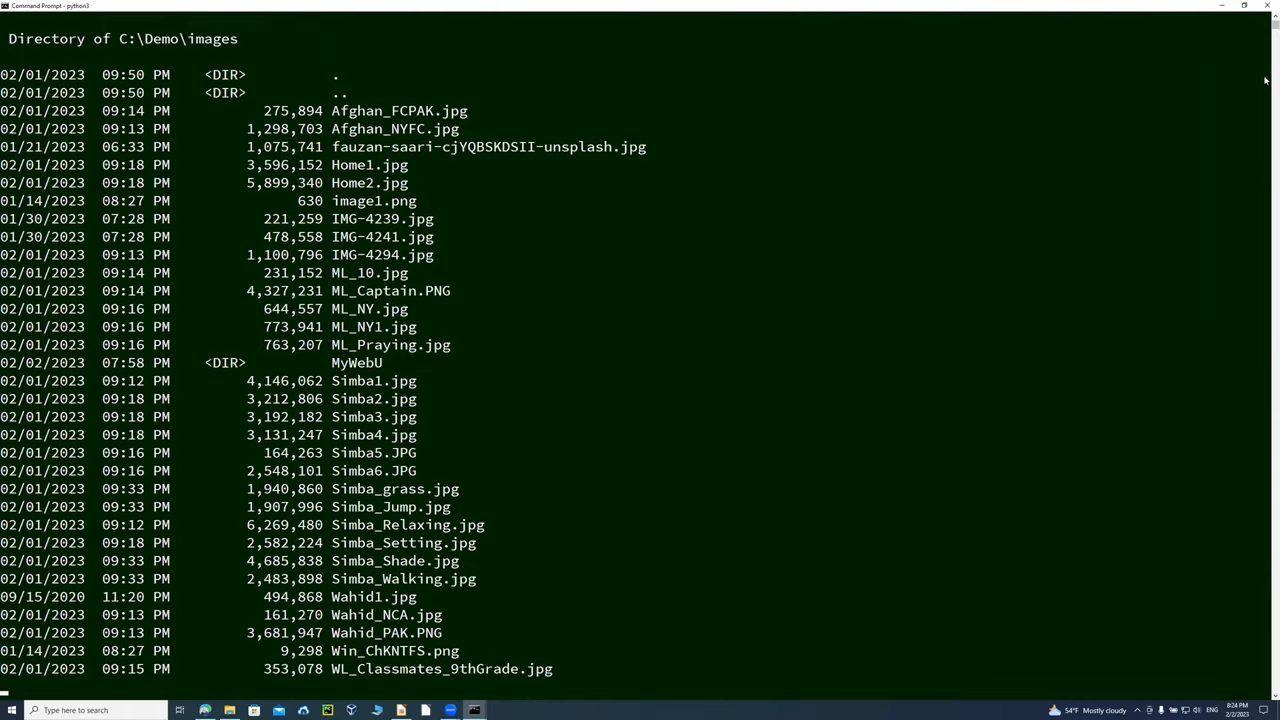 Command Prompt - python3
Directory of C:\Demo\images
02/01/2023 09:50 PM <DIR> .
02/01/2023 09:50 PM <DIR> ..
02/01/2023 09:14 PM 275,894 Afghan_FCPAK.jpg
02/01/2023 09:13 PM 1,298,703 Afghan_NYFC.jpg
01/21/2023 06:33 PM 1,075,741 fauzan-saari-cjYQBSKDSII-unsplash.jpg
02/01/2023 09:18 PM 3,596,152 Home1.jpg
02/01/2023 09:18 PM 5,899,340 Home2.jpg
01/14/2023 08:27 PM 630 image1.png
01/30/2023 07:28 PM 221,259 IMG-4239.jpg
01/30/2023 07:28 PM 478,558 IMG-4241.jpg
02/01/2023 09:13 PM 1,100,796 IMG-4294.jpg
02/01/2023 09:14 PM 231,152 ML_10.jpg
02/01/2023 09:14 PM 4,327,231 ML_Captain.PNG
02/01/2023 09:16 PM 644,557 ML_NY.jpg
02/01/2023 09:16 PM 773,941 ML_NY1.jpg
02/01/2023 09:16 PM 763,207 ML_Praying.jpg
02/02/2023 07:58 PM <DIR> MyWebU
02/01/2023 09:12 PM 4,146,062 Simba1.jpg
02/01/2023 09:18 PM 3,212,806 Simba2.jpg
02/01/2023 09:18 PM 3,192,182 Simba3.jpg
02/01/2023 09:18 PM 3,131,247 Simba4.jpg
02/01/2023 09:16 PM 164,263 Simba5.JPG
02/01/2023 09:16 PM 2,548,101 Simba6.JPG
02/01/2023 09:33 PM 1,940,860 Simba_grass.jpg
02/01/2023 09:33 PM 1,907,996 Simba_Jump.jpg
02/01/2023 09:12 PM 6,269,480 Simba_Relaxing.jpg
02/01/2023 09:18 PM 2,582,224 Simba_Setting.jpg
02/01/2023 09:33 PM 4,685,838 Simba_Shade.jpg
02/01/2023 09:33 PM 2,483,898 Simba_Walking.jpg
09/15/2020 11:20 PM 494,868 Wahid1.jpg
02/01/2023 09:13 PM 161,270 Wahid_NCA.jpg
02/01/2023 09:13 PM 3,681,947 Wahid_PAK.PNG
01/14/2023 08:27 PM 9,298 Win_ChKNTFS.png
02/01/2023 09:15 PM 353,078 WL_Classmates_9thGrade.jpg
Type here to search
54°F Mostly cloudy
ENG
8:24 PM
2/2/2023